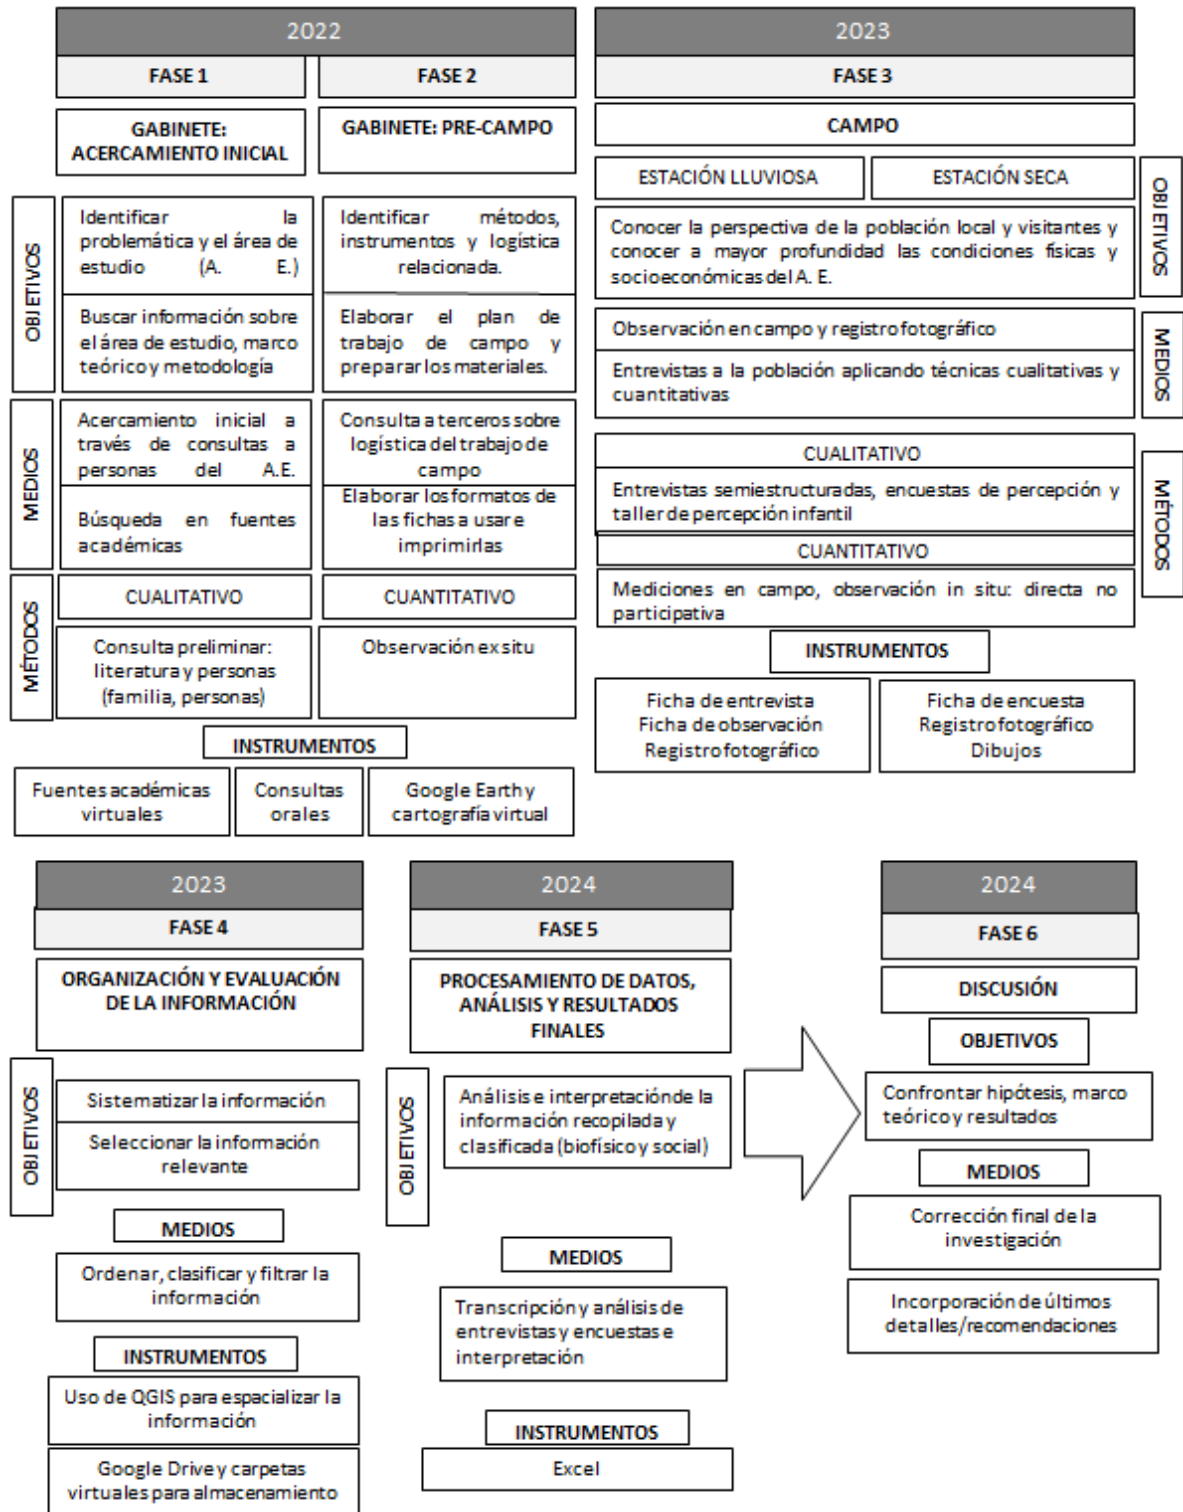 2022
FASE 1
FASE 2
GABINETE:
ACERCAMIENTO INICIAL
GABINETE: PRE-CAMPO
OBJETIVOS
Identificar la
problemática y el área de
estudio (A. E.)
Identificar métodos,
instrumentos y logística
relacionada.
Buscar información sobre
el área de estudio, marco
teórico y metodología
Elaborar el plan de
trabajo de campo y
preparar los materiales.
MEDIOS
Acercamiento inicial a
través de consultas a
personas del A.E.
Consulta a terceros sobre
logística del trabajo de
campo
Búsqueda en fuentes
académicas
Elaborar los formatos de
las fichas a usar e
imprimirlas
MÉTODOS
CUALITATIVO
CUANTITATIVO
Consulta preliminar:
literatura y personas
(familia, personas)
Observación ex situ
INSTRUMENTOS
Fuentes académicas
virtuales
Consultas
orales
Google Earth y
cartografía virtual
2023
FASE 3
CAMPO
ESTACIÓN LLUVIOSA
ESTACIÓN SECA
OBJETIVOS
Conocer la perspectiva de la población local y visitantes y
conocer a mayor profundidad las condiciones físicas y
socioeconómicas del A. E.
MEDIOS
Observación en campo y registro fotográfico
Entrevistas a la población aplicando técnicas cualitativas y
cuantitativas
MÉTODOS
CUALITATIVO
Entrevistas semiestructuradas, encuestas de percepción y
taller de percepción infantil
CUANTITATIVO
Mediciones en campo, observación in situ: directa no
participativa
INSTRUMENTOS
Ficha de entrevista
Ficha de observación
Registro fotográfico
Ficha de encuesta
Registro fotográfico
Dibujos
2023
FASE 4
ORGANIZACIÓN Y EVALUACIÓN
DE LA INFORMACIÓN
OBJETIVOS
Sistematizar la información
Seleccionar la información
relevante
MEDIOS
Ordenar, clasificar y filtrar la
información
INSTRUMENTOS
Uso de QGIS para espacializar la
información
Google Drive y carpetas
virtuales para almacenamiento
2024
FASE 5
PROCESAMIENTO DE DATOS,
ANÁLISIS Y RESULTADOS
FINALES
OBJETIVOS
Análisis e interpretación de la
información recopilada y
clasificada (biofísico y social)
MEDIOS
Transcripción y análisis de
entrevistas y encuestas e
interpretación
INSTRUMENTOS
Excel
2024
FASE 6
DISCUSIÓN
OBJETIVOS
Confrontar hipótesis, marco
teórico y resultados
MEDIOS
Corrección final de la
investigación
Incorporación de últimos
detalles/recomendaciones